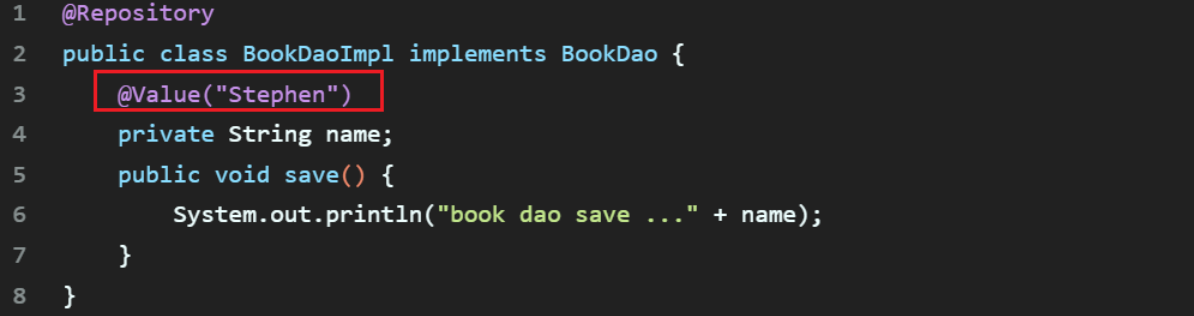 1 @Repository
2 public class BookDaoImpl implements BookDao {
3     @Value("Stephen")
4     private String name;
5     public void save() {
6         System.out.println("book dao save ..." + name);
7     }
8 }